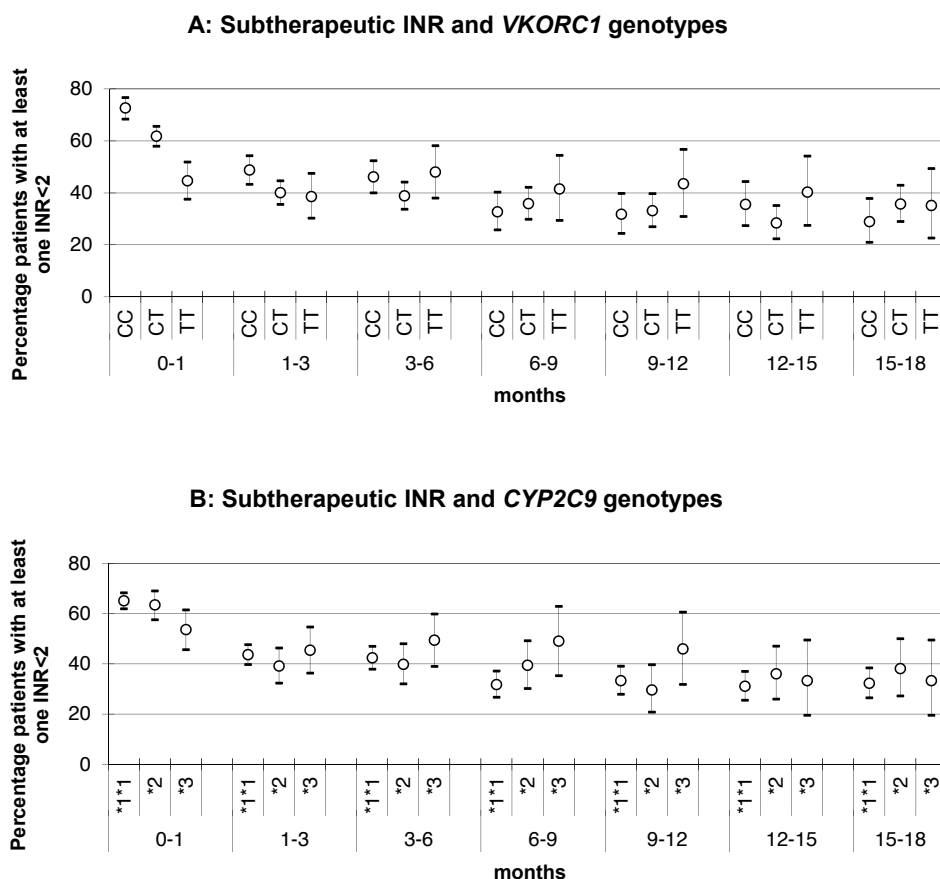 A: Subtherapeutic INR and VKORC1 genotypes
Percentage patients with at least
one INR<2
80
60
40
20
0
CC CT TT CC CT TT CC CT TT CC CT TT CC CT TT CC CT TT CC CT TT
0-1 1-3 3-6 6-9 9-12 12-15 15-18
months
B: Subtherapeutic INR and CYP2C9 genotypes
Percentage patients with at least
one INR<2
80
60
40
20
0
*1*1 *2 *3 *1*1 *2 *3 *1*1 *2 *3 *1*1 *2 *3 *1*1 *2 *3 *1*1 *2 *3 *1*1 *2 *3
0-1 1-3 3-6 6-9 9-12 12-15 15-18
months